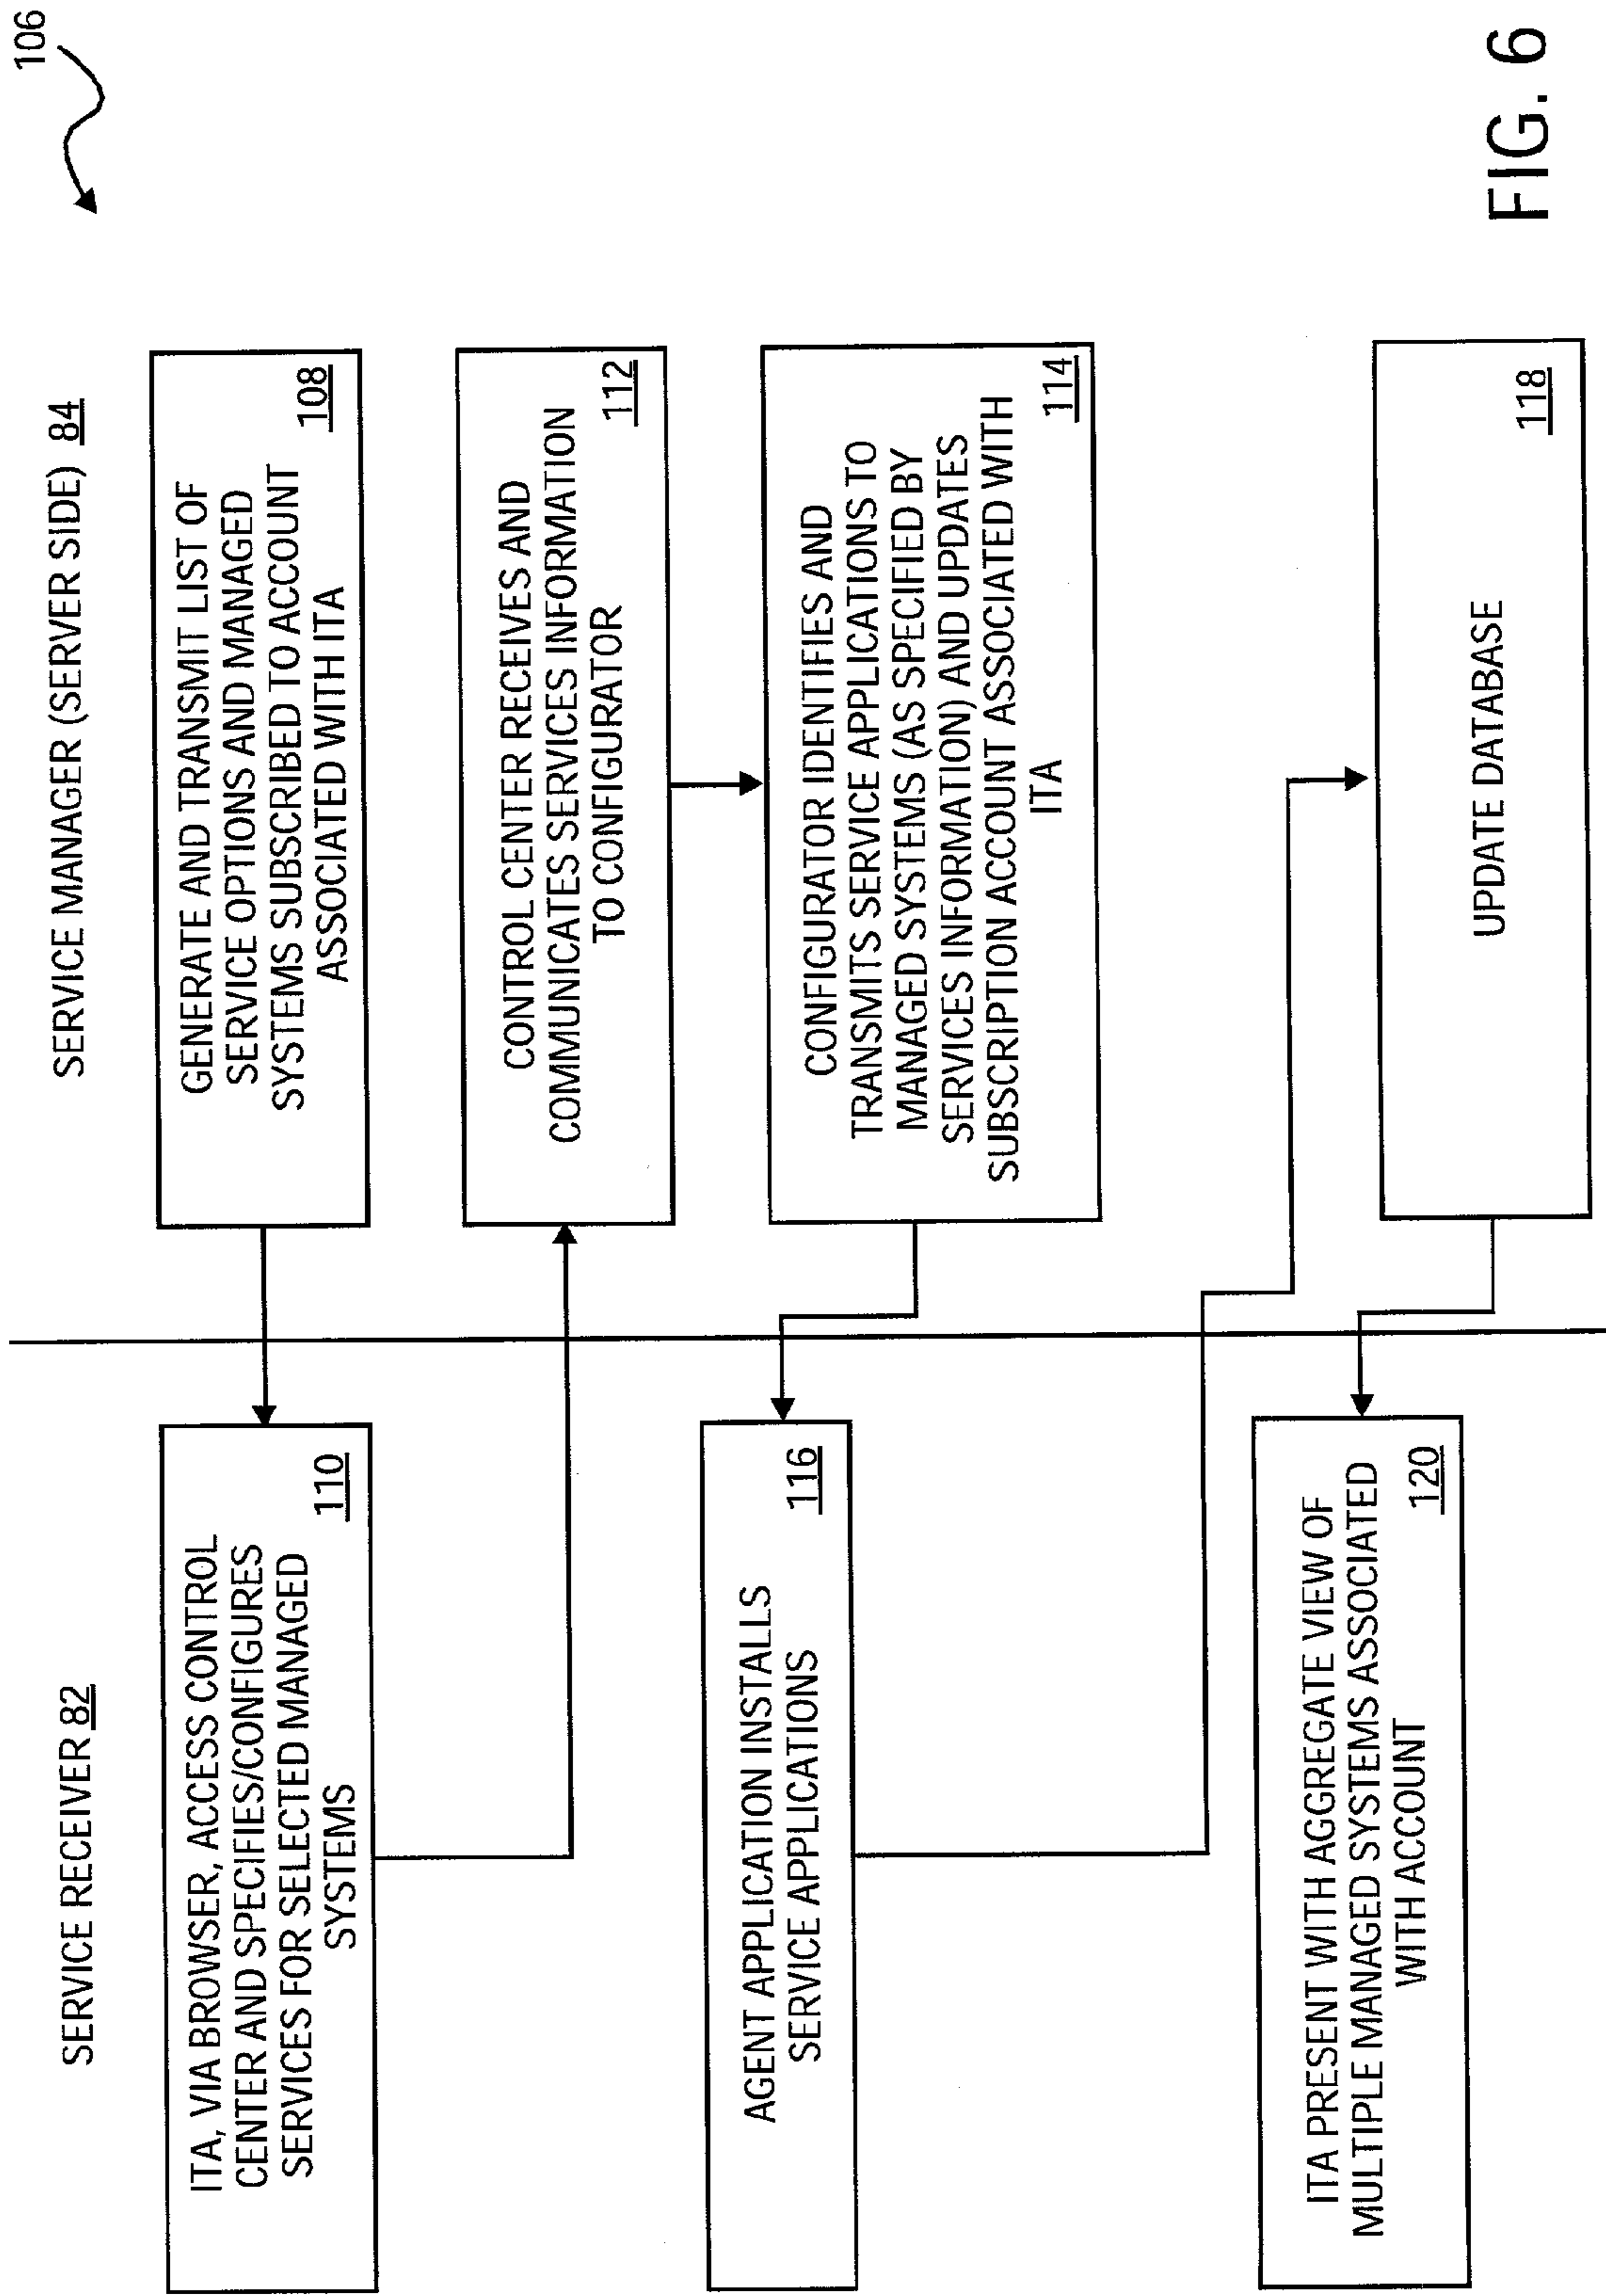 106
SERVICE RECEIVER 82
SERVICE MANAGER (SERVER SIDE) 84
GENERATE AND TRANSMIT LIST OF
SERVICE OPTIONS AND MANAGED
SYSTEMS SUBSCRIBED TO ACCOUNT
ASSOCIATED WITH ITA
108
ITA, VIA BROWSER, ACCESS CONTROL
CENTER AND SPECIFIES/CONFIGURES
SERVICES FOR SELECTED MANAGED
SYSTEMS
110
CONTROL CENTER RECEIVES AND
COMMUNICATES SERVICES INFORMATION
TO CONFIGURATOR
112
CONFIGURATOR IDENTIFIES AND
TRANSMITS SERVICE APPLICATIONS TO
MANAGED SYSTEMS (AS SPECIFIED BY
SERVICES INFORMATION) AND UPDATES
SUBSCRIPTION ACCOUNT ASSOCIATED WITH
ITA
114
AGENT APPLICATION INSTALLS
SERVICE APPLICATIONS
116
UPDATE DATABASE
118
ITA PRESENT WITH AGGREGATE VIEW OF
MULTIPLE MANAGED SYSTEMS ASSOCIATED
WITH ACCOUNT
120
FIG. 6